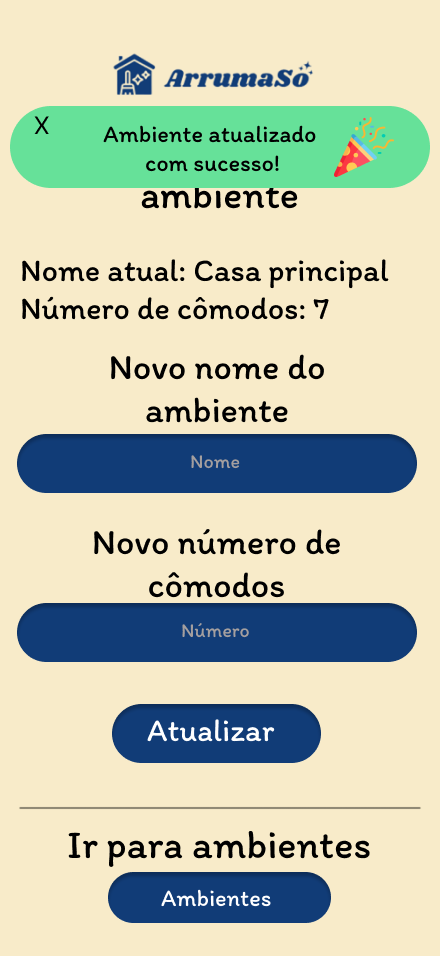 ArrumaSô
X
Ambiente atualizado
com sucesso!
ambiente
Nome atual: Casa principal
Número de cômodos: 7
Novo nome do
ambiente
Nome
Novo número de
cômodos
Número
Atualizar
Ir para ambientes
Ambientes